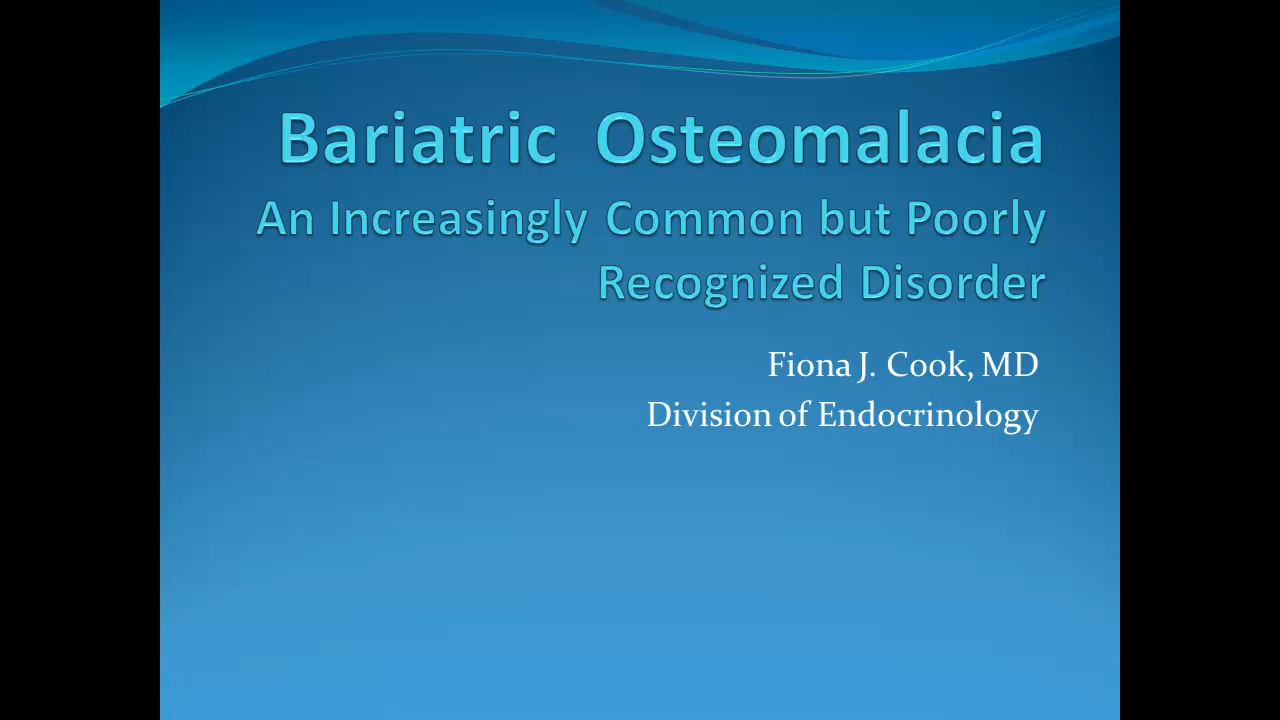 Bariatric Osteomalacia
An Increasingly Common but Poorly
Recognized Disorder
Fiona J. Cook, MD
Division of Endocrinology